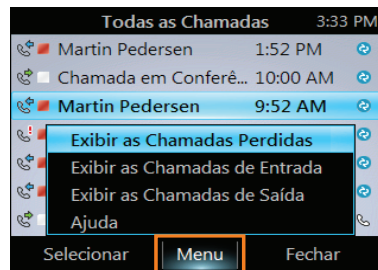 Todas as Chamadas 3:33 PM
Martin Pedersen 1:52 PM
Chamada em Conferê... 10:00 AM
Martin Pedersen 9:52 AM
Exibir as Chamadas Perdidas
Exibir as Chamadas de Entrada
Exibir as Chamadas de Saída
Ajuda
Selecionar Menu Fechar